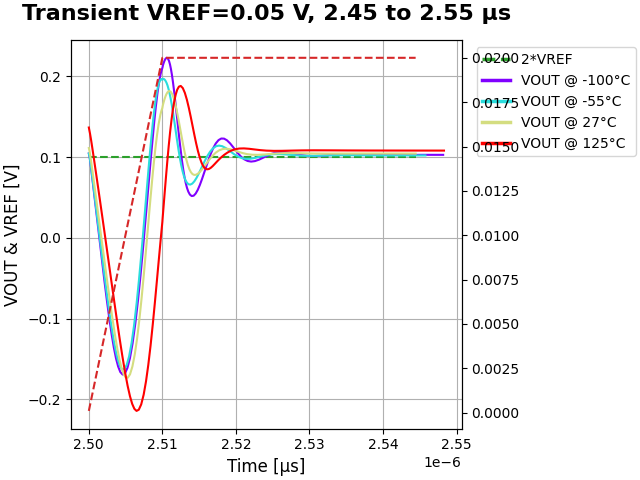 Transient VREF=0.05 V, 2.45 to 2.55 μs
VOUT & VREF [V]
0.2
0.1
0.0
−0.1
−0.2
2.50
2.51
2.52
2.53
2.54
2.55
1e−6
Time [μs]
0.0200
0.0175
0.0150
0.0125
0.0100
0.0075
0.0050
0.0025
0.0000
2*VREF
VOUT @ -100°C
VOUT @ -55°C
VOUT @ 27°C
VOUT @ 125°C